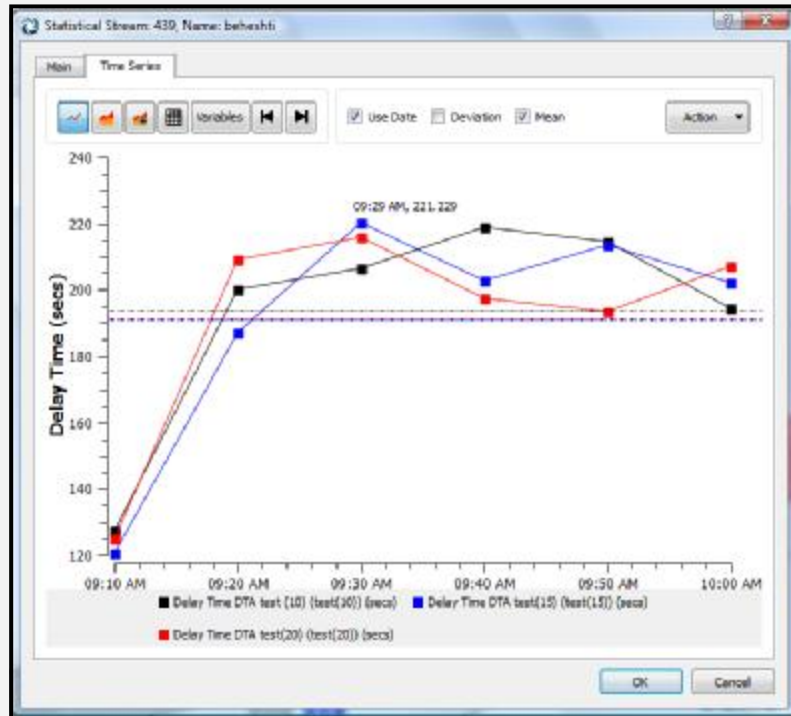 Statistical Stream: 439, Name: beheshti
Main
Time Series
Variables
Use Date
Deviation
Mean
Action
240
220
200
180
160
140
120
Delay Time (secs)
09:29 AM, 221.229
09:10 AM
09:20 AM
09:30 AM
09:40 AM
09:50 AM
10:00 AM
Delay Time DTA test (10) (test(10)) (secs)
Delay Time DTA test(15) (test(15)) (secs)
Delay Time DTA test(20) (test(20)) (secs)
OK
Cancel